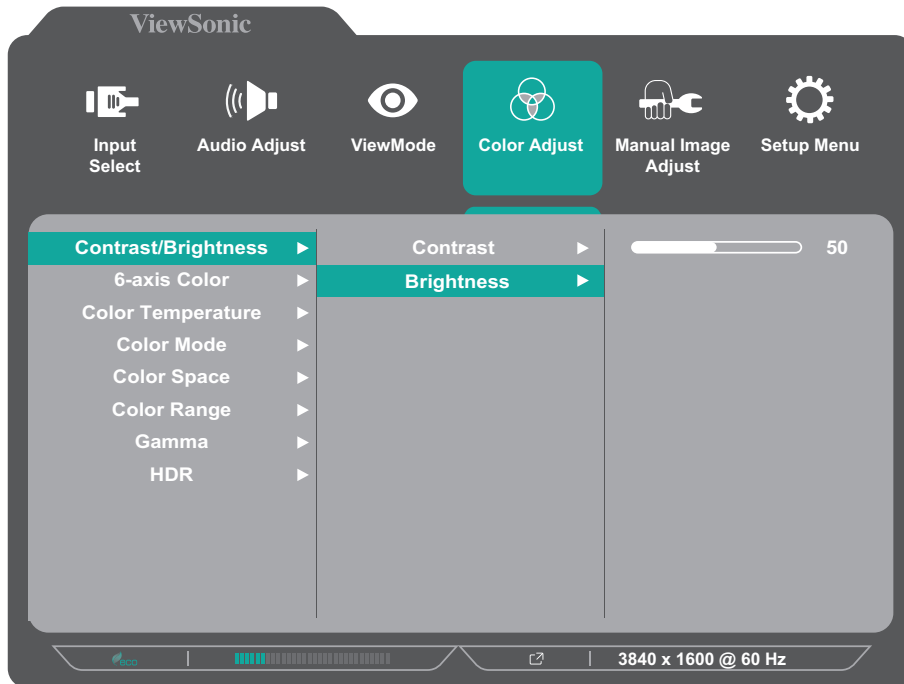 ViewSonic
Input Select
Audio Adjust
ViewMode
Color Adjust
Manual Image Adjust
Setup Menu
Contrast/Brightness
6-axis Color
Color Temperature
Color Mode
Color Space
Color Range
Gamma
HDR
Contrast
Brightness
50
eco
3840 x 1600 @ 60 Hz